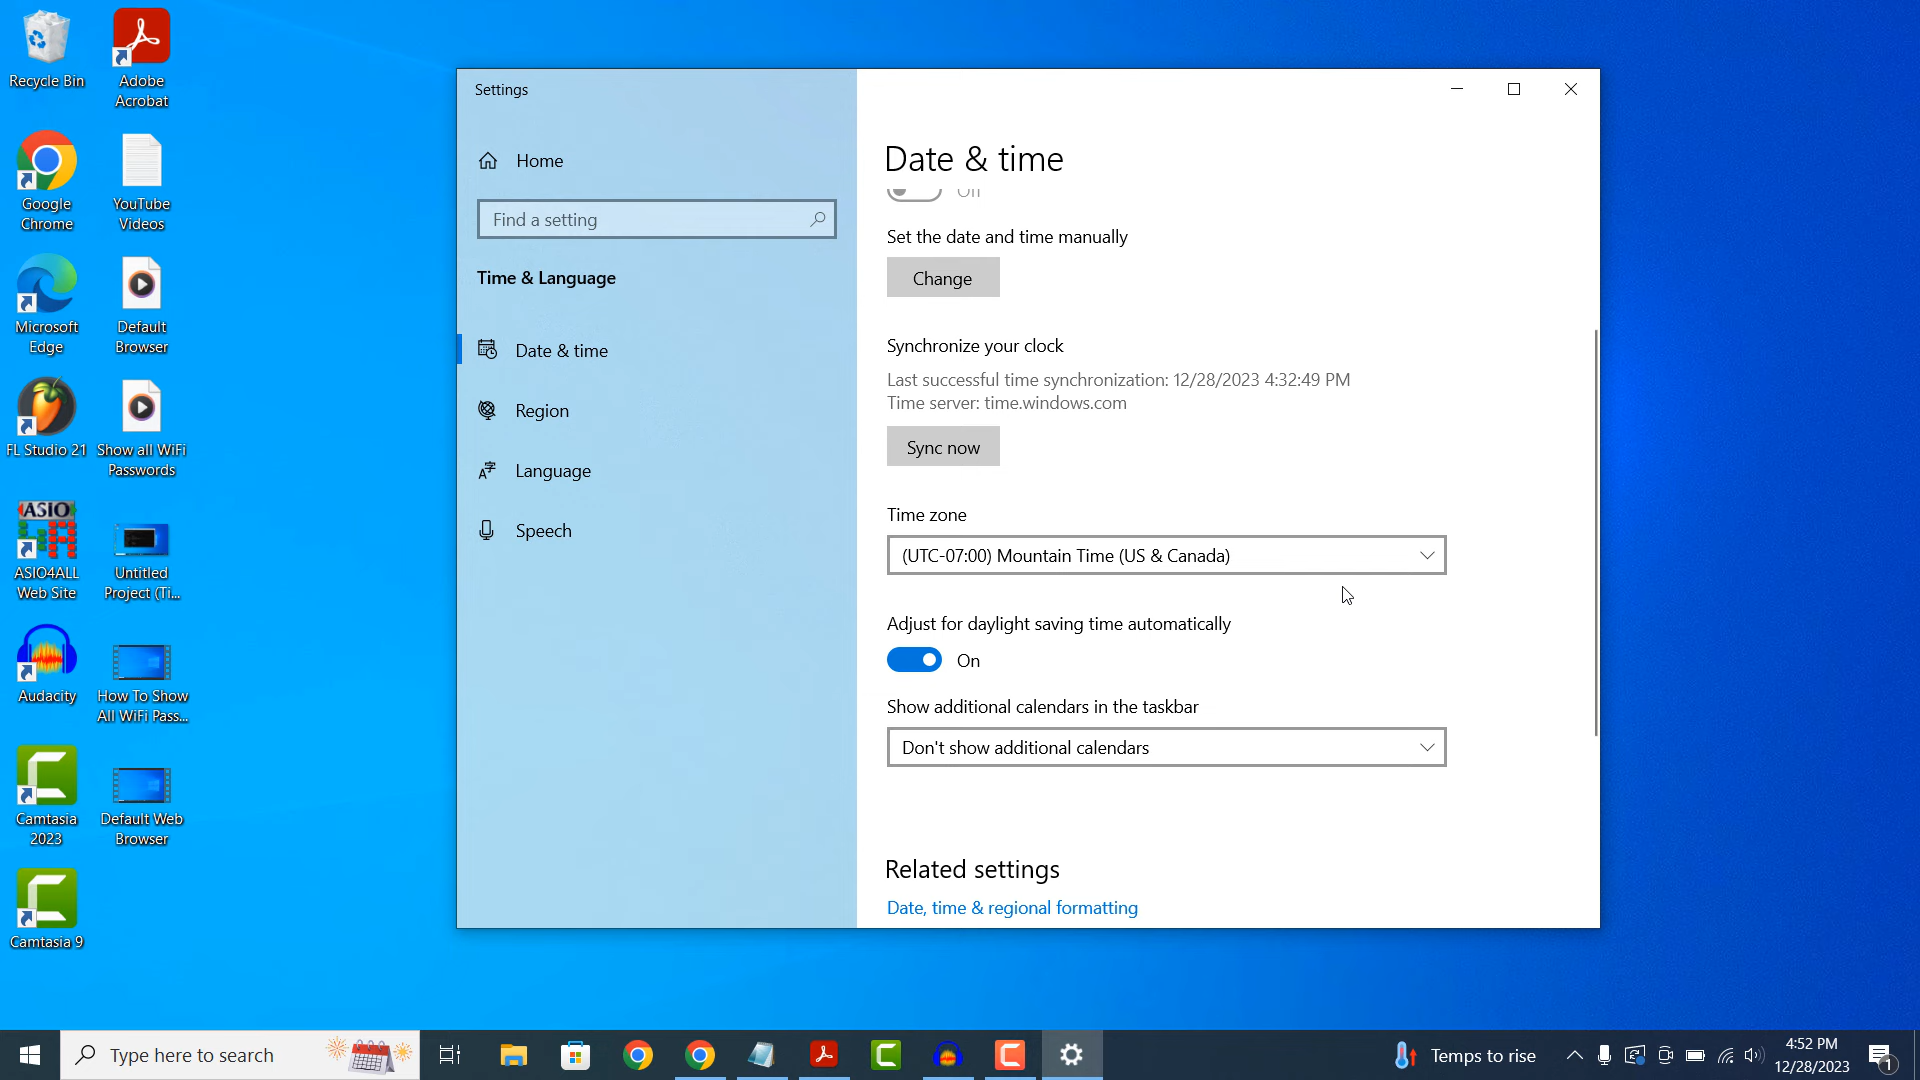 Recycle Bin
Adobe
Acrobat
Google
Chrome
YouTube
Videos
Microsoft
Edge
Default
Browser
FL Studio 21
Show all WiFi
Passwords
ASIO
ASIO4ALL
Web Site
Untitled
Project (Ti...
Audacity
How To Show
All WiFi Pass...
Camtasia
2023
Default Web
Browser
Camtasia 9
Settings
Home
Find a setting
Time & Language
Date & time
Region
Language
Speech
Date & time
Off
Set the date and time manually
Change
Synchronize your clock
Last successful time synchronization: 12/28/2023 4:32:49 PM
Time server: time.windows.com
Sync now
Time zone
(UTC-07:00) Mountain Time (US & Canada)
Adjust for daylight saving time automatically
On
Show additional calendars in the taskbar
Don't show additional calendars
Related settings
Date, time & regional formatting
Type here to search
Temps to rise
4:52 PM
12/28/2023
1